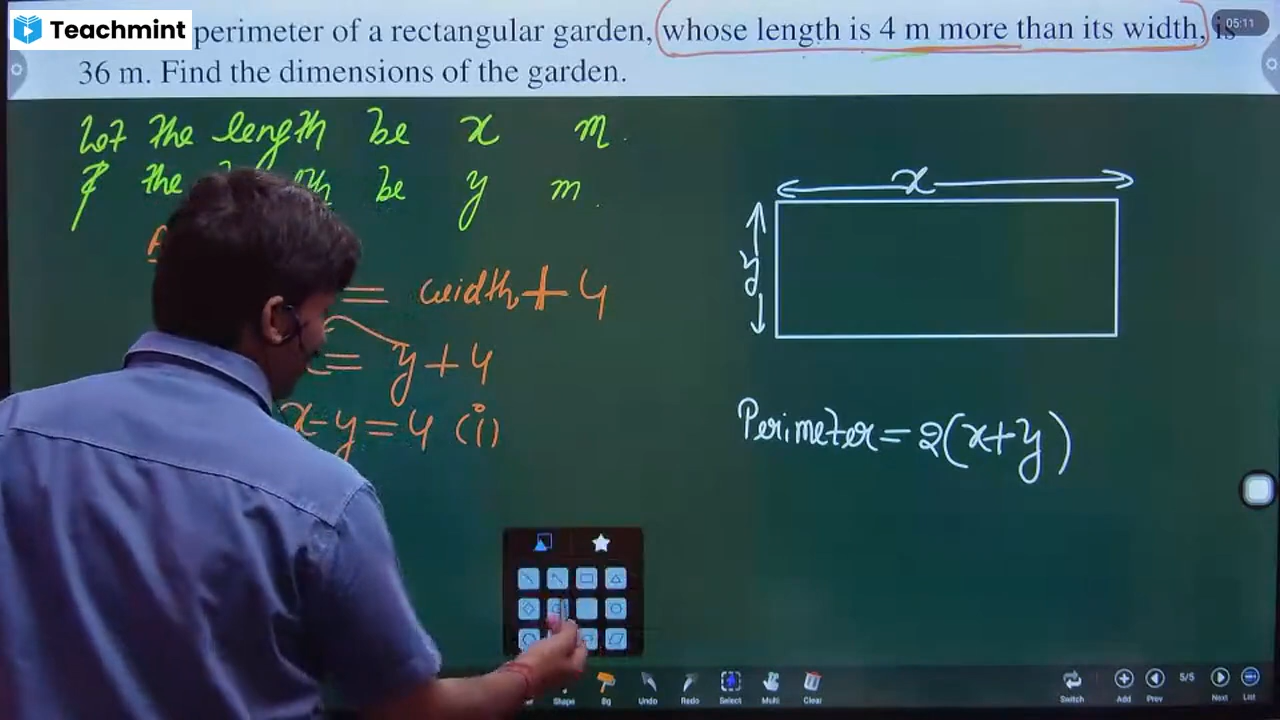 Teachmint
perimeter of a rectangular garden, whose length is 4 m more than its width, is
05:11
36 m. Find the dimensions of the garden.
Let the length be x m.
& the be y m.
x
y
= width + 4
= y + 4
x - y = 4 (i)
Perimeter = 2(x+y)
Shape Bg Undo Redo Select Multi Clear Switch Add Prev 5/5 Next List